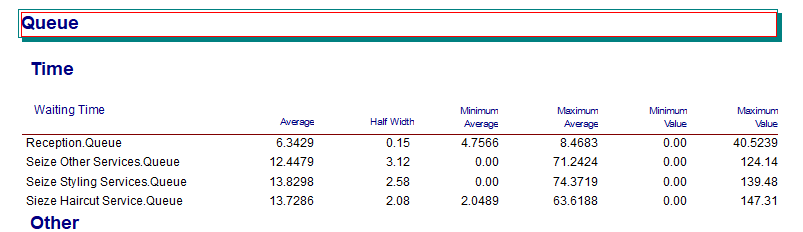 Queue
Time
Waiting Time Average Half Width Minimum Average Maximum Average Minimum Value Maximum Value
Reception.Queue 6.3429 0.15 4.7566 8.4683 0.00 40.5239
Seize Other Services.Queue 12.4479 3.12 0.00 71.2424 0.00 124.14
Seize Styling Services.Queue 13.8298 2.58 0.00 74.3719 0.00 139.48
Sieze Haircut Service.Queue 13.7286 2.08 2.0489 63.6188 0.00 147.31
Other